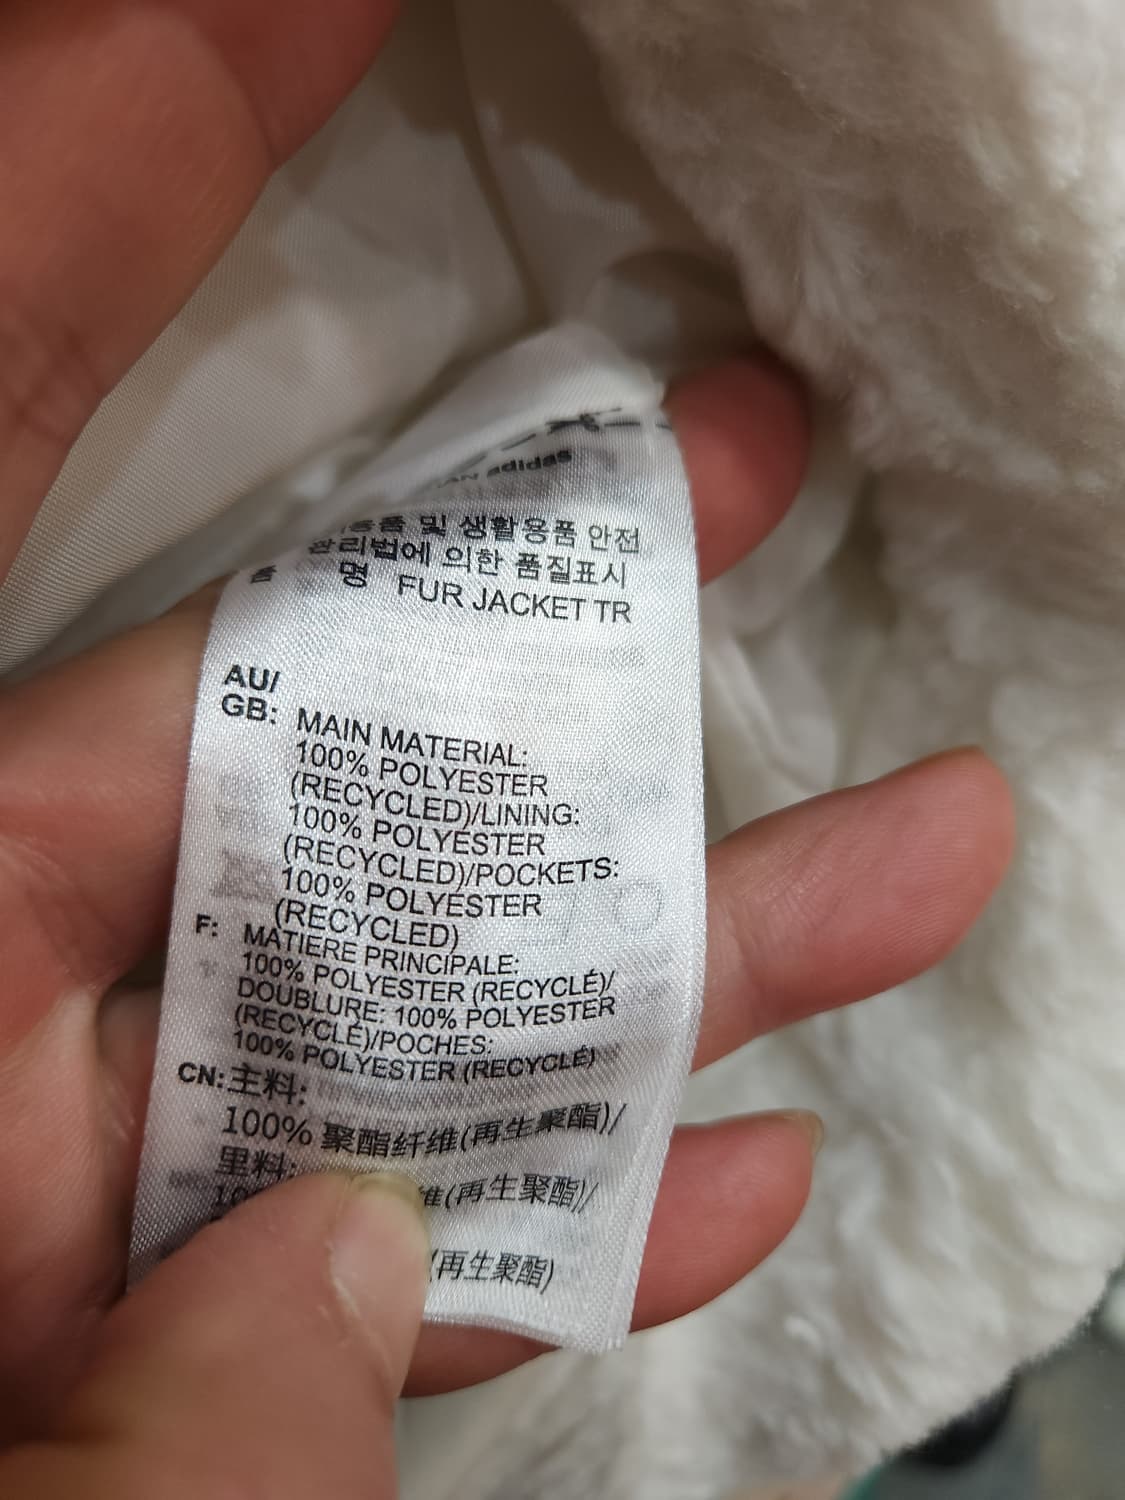 adidas
및 생활용품 안전
관리법에 의한 품질표시
품 명 FUR JACKET TR
AU/
GB: MAIN MATERIAL:
100% POLYESTER
(RECYCLED)/LINING:
100% POLYESTER
(RECYCLED)/POCKETS:
100% POLYESTER
(RECYCLED)
F: MATIERE PRINCIPALE:
100% POLYESTER (RECYCLÉ)/
DOUBLURE: 100% POLYESTER
(RECYCLÉ)/POCHES:
100% POLYESTER (RECYCLÉ)
CN: 主料:
100% 聚酯纤维(再生聚酯)/
里料:
维(再生聚酯)/
(再生聚酯)